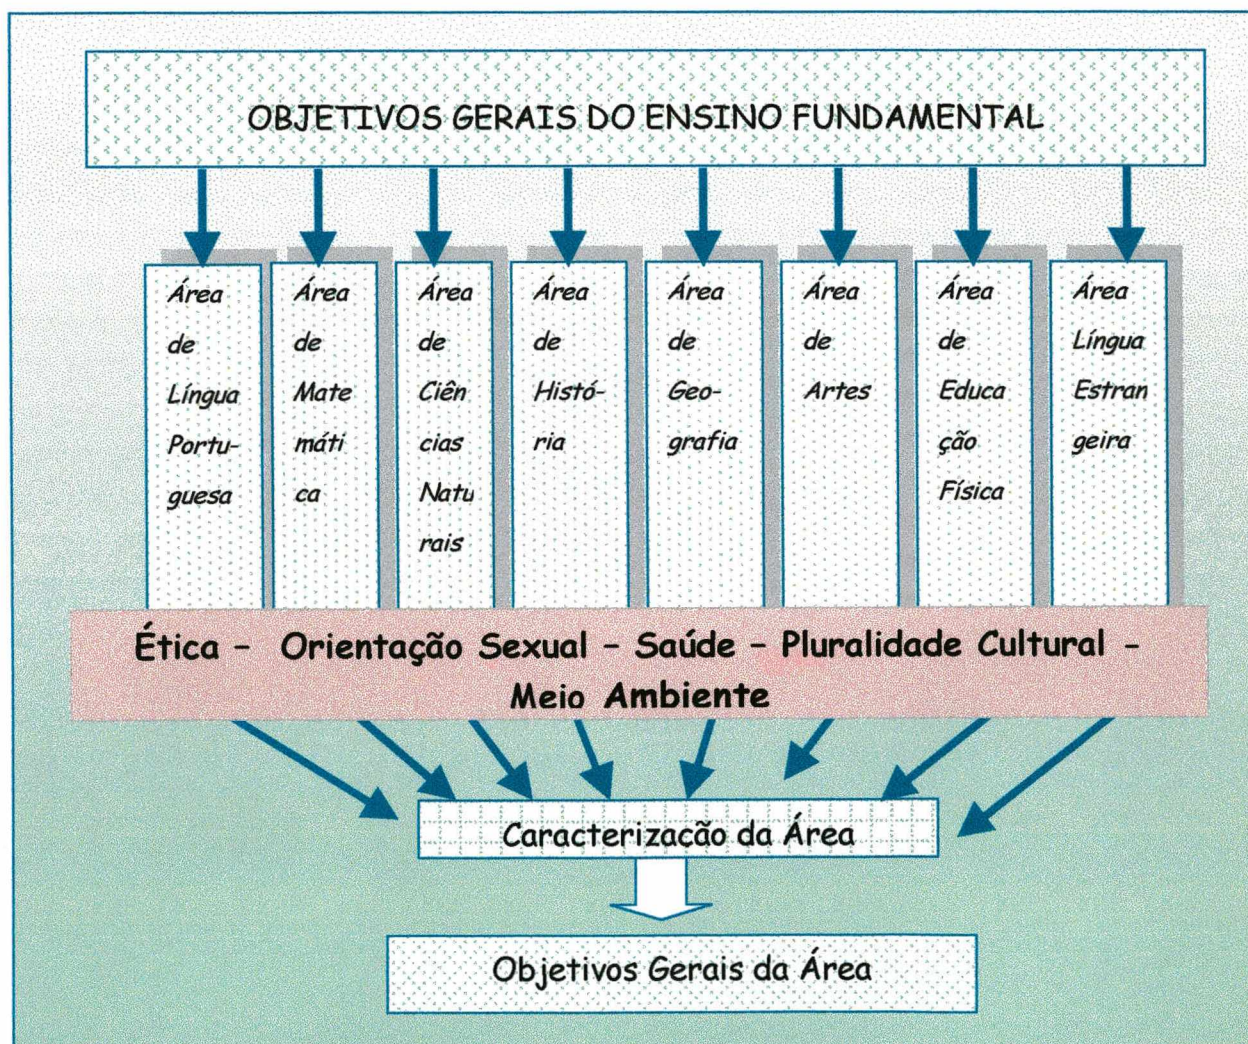 OBJETIVOS GERAIS DO ENSINO FUNDAMENTAL
Área
de
Língua
Portu-
guesa
Área
de
Mate
máti
ca
Área
de
Ciên
cias
Natu
rais
Área
de
Histó-
ria
Área
de
Geo-
grafia
Área
de
Artes
Área
de
Educa
ção
Física
Área
Língua
Estran
geira
Ética – Orientação Sexual – Saúde – Pluralidade Cultural –
Meio Ambiente
Caracterização da Área
Objetivos Gerais da Área